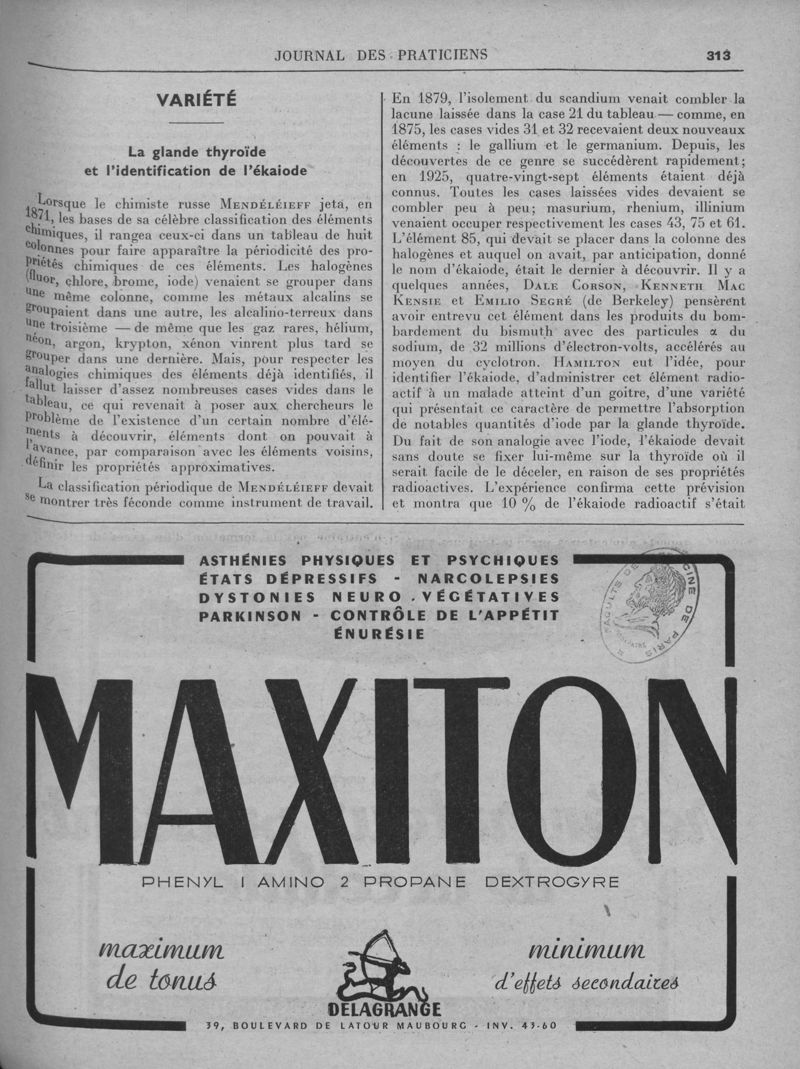 JOURNAL DES PRATICIENS
313
VARIÉTÉ
La glande thyroïde
et l'identification de l'ékaiode
Lorsque le chimiste russe MENDÉLÉIEFF jeta, en
1871, les bases de sa célèbre classification des éléments
chimiques, il rangea ceux-ci dans un tableau de huit
colonnes pour faire apparaître la périodicité des pro-
priétés chimiques de ces éléments. Les halogènes
(fluor, chlore, brome, iode) venaient se grouper dans
une même colonne, comme les métaux alcalins se
groupaient dans une autre, les alcalino-terreux dans
une troisième — de même que les gaz rares, hélium,
néon, argon, krypton, xénon vinrent plus tard se
grouper dans une dernière. Mais, pour respecter les
analogies chimiques des éléments déjà identifiés, il
fallut laisser d'assez nombreuses cases vides dans le
tableau, ce qui revenait à poser aux chercheurs le
problème de l'existence d'un certain nombre d'élé-
ments à découvrir, éléments dont on pouvait à
l'avance, par comparaison avec les éléments voisins,
définir les propriétés approximatives.
La classification périodique de MENDÉLÉIEFF devait
se montrer très féconde comme instrument de travail.
En 1879, l'isolement du scandium venait combler la
lacune laissée dans la case 21 du tableau — comme, en
1875, les cases vides 31 et 32 recevaient deux nouveaux
éléments : le gallium et le germanium. Depuis, les
découvertes de ce genre se succédèrent rapidement;
en 1925, quatre-vingt-sept éléments étaient déjà
connus. Toutes les cases laissées vides devaient se
combler peu à peu; masurium, rhenium, illinium
venaient occuper respectivement les cases 43, 75 et 61.
L'élément 85, qui devait se placer dans la colonne des
halogènes et auquel on avait, par anticipation, donné
le nom d'ékaiode, était le dernier à découvrir. Il y a
quelques années, DALE CORSON, KENNETH MAC
KENSIE et EMILIO SEGRÉ (de Berkeley) pensèrent
avoir entrevu cet élément dans les produits du bom-
bardement du bismuth avec des particules α du
sodium, de 32 millions d'électron-volts, accélérés au
moyen du cyclotron. HAMILTON eut l'idée, pour
identifier l'ékaiode, d'administrer cet élément radio-
actif à un malade atteint d'un goitre, d'une variété
qui présentait ce caractère de permettre l'absorption
de notables quantités d'iode par la glande thyroïde.
Du fait de son analogie avec l'iode, l'ékaiode devait
sans doute se fixer lui-même sur la thyroïde où il
serait facile de le déceler, en raison de ses propriétés
radioactives. L'expérience confirma cette prévision
et montra que 10 % de l'ékaiode radioactif s'était
ASTHÉNIES PHYSIQUES ET PSYCHIQUES
ÉTATS DÉPRESSIFS - NARCOLEPSIES
DYSTONIES NEURO-VÉGÉTATIVES
PARKINSON - CONTRÔLE DE L'APPÉTIT
ÉNURÉSIE
MAXITON
PHENYL 1 AMINO 2 PROPANE DEXTROGYRE
maximum
de tonus
minimum
d'effets secondaires
DELAGRANGE
39, BOULEVARD DE LATOUR MAUBOURG - INV. 43-60